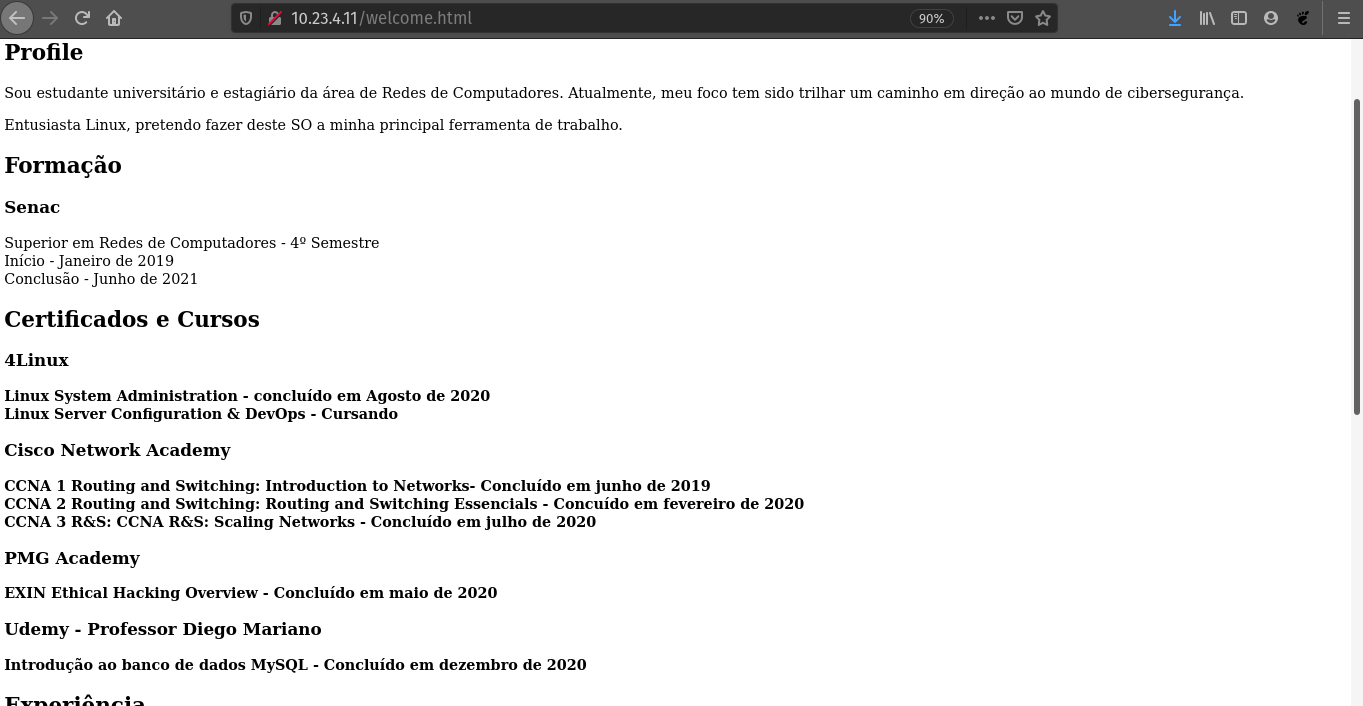 10.23.4.11/welcome.html
90%
Profile
Sou estudante universitário e estagiário da área de Redes de Computadores. Atualmente, meu foco tem sido trilhar um caminho em direção ao mundo de cibersegurança.
Entusiasta Linux, pretendo fazer deste SO a minha principal ferramenta de trabalho.
Formação
Senac
Superior em Redes de Computadores - 4º Semestre
Início - Janeiro de 2019
Conclusão - Junho de 2021
Certificados e Cursos
4Linux
Linux System Administration - concluído em Agosto de 2020
Linux Server Configuration & DevOps - Cursando
Cisco Network Academy
CCNA 1 Routing and Switching: Introduction to Networks- Concluído em junho de 2019
CCNA 2 Routing and Switching: Routing and Switching Essencials - Concuído em fevereiro de 2020
CCNA 3 R&S: CCNA R&S: Scaling Networks - Concluído em julho de 2020
PMG Academy
EXIN Ethical Hacking Overview - Concluído em maio de 2020
Udemy - Professor Diego Mariano
Introdução ao banco de dados MySQL - Concluído em dezembro de 2020
Experiência